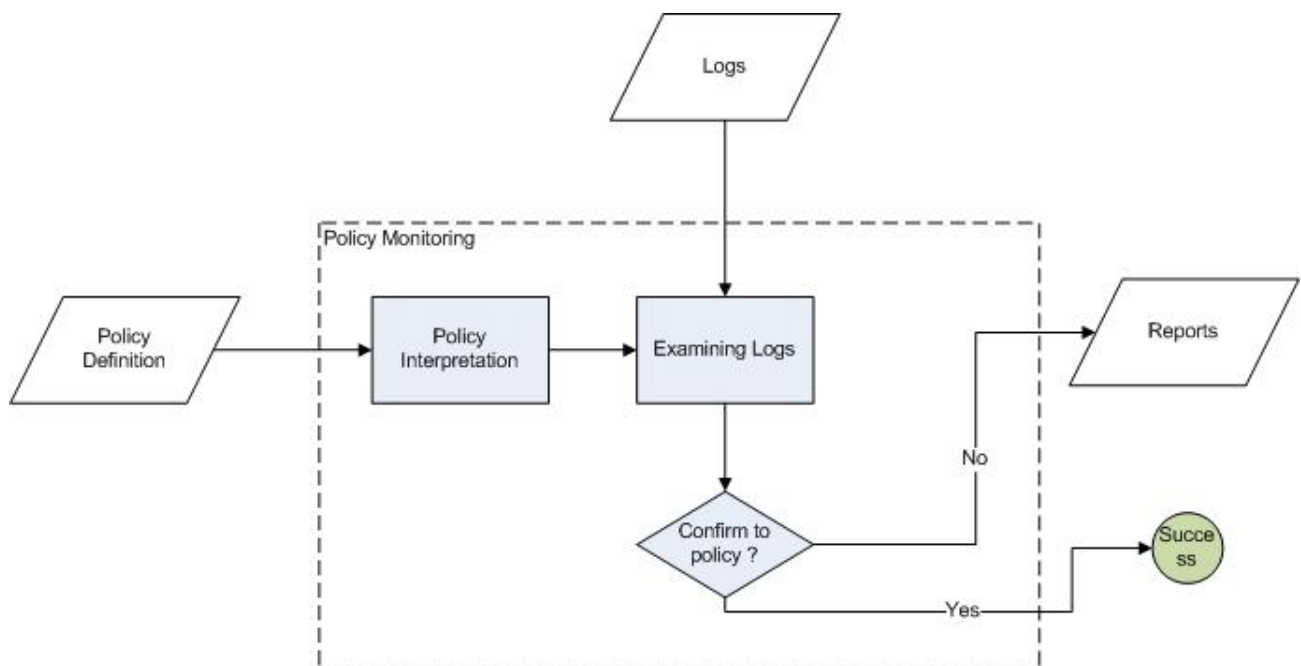 Logs
Policy Monitoring
Policy
Definition
Policy
Interpretation
Examining Logs
Reports
No
Confirm to
policy ?
Succe
ss
Yes